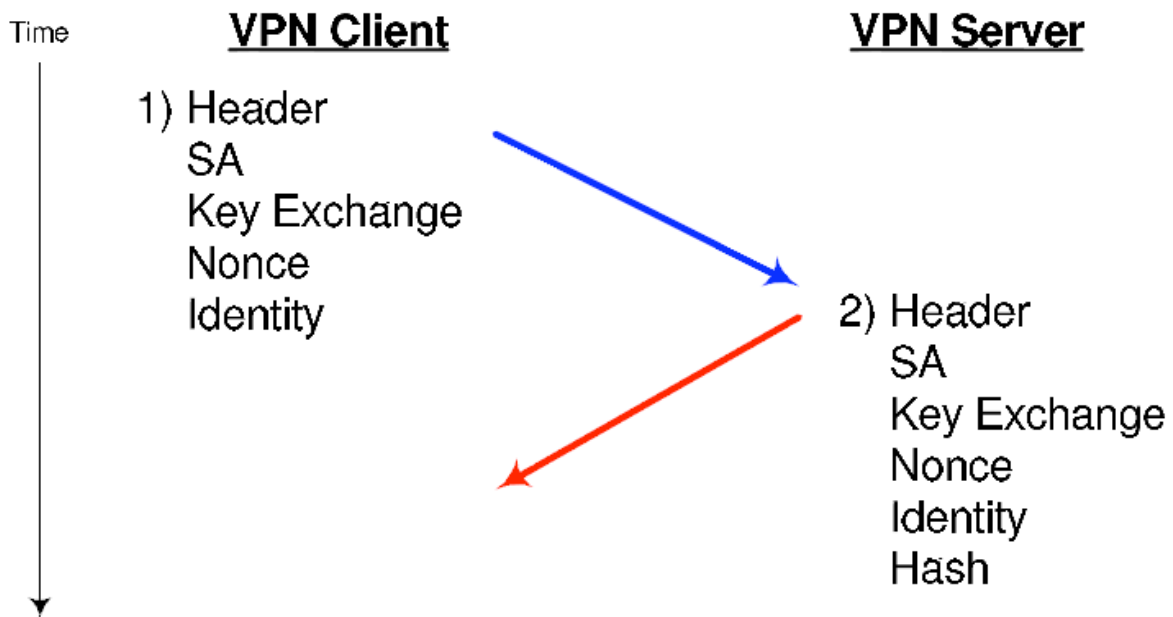 Time
VPN Client
VPN Server
1) Header
SA
Key Exchange
Nonce
Identity
2) Header
SA
Key Exchange
Nonce
Identity
Hash